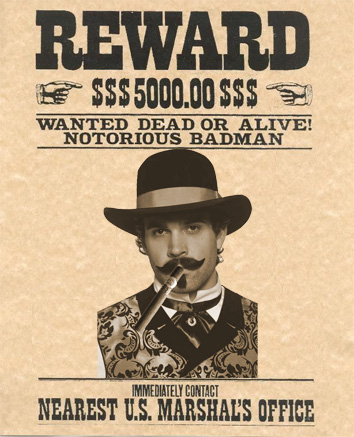 REWARD
$$$ 5000.00 $$$
WANTED DEAD OR ALIVE!
NOTORIOUS BADMAN
IMMEDIATELY CONTACT
NEAREST U.S. MARSHAL'S OFFICE